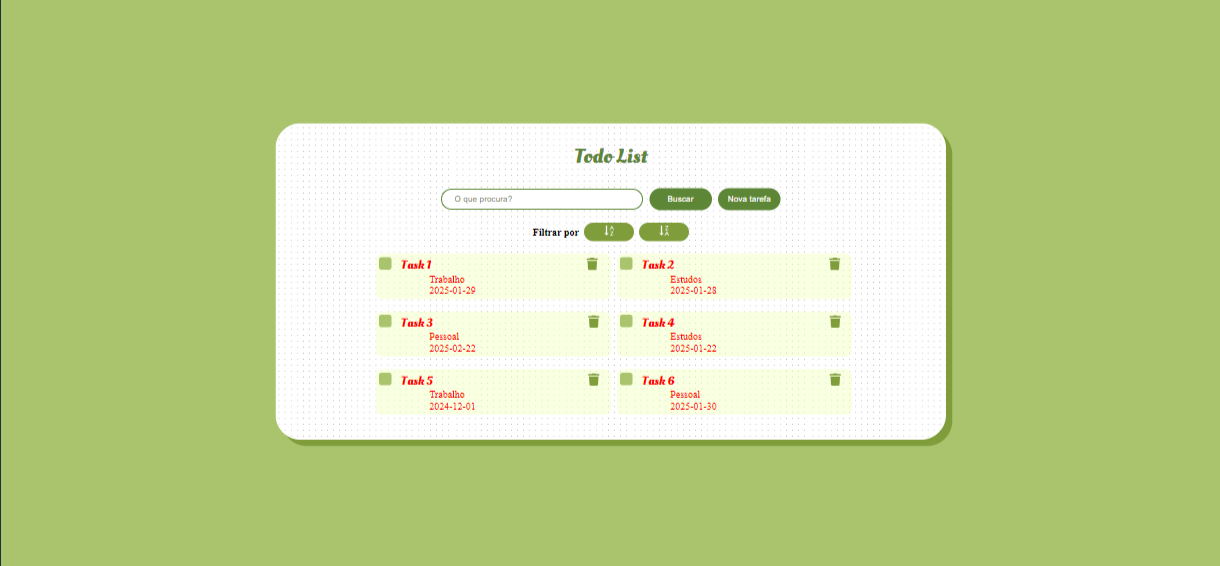 Todo List
O que procura?
Buscar
Nova tarefa
Filtrar por
Task 1
Trabalho
2025-01-29
Task 2
Estudos
2025-01-28
Task 3
Pessoal
2025-02-22
Task 4
Estudos
2025-01-22
Task 5
Trabalho
2024-12-01
Task 6
Pessoal
2025-01-30